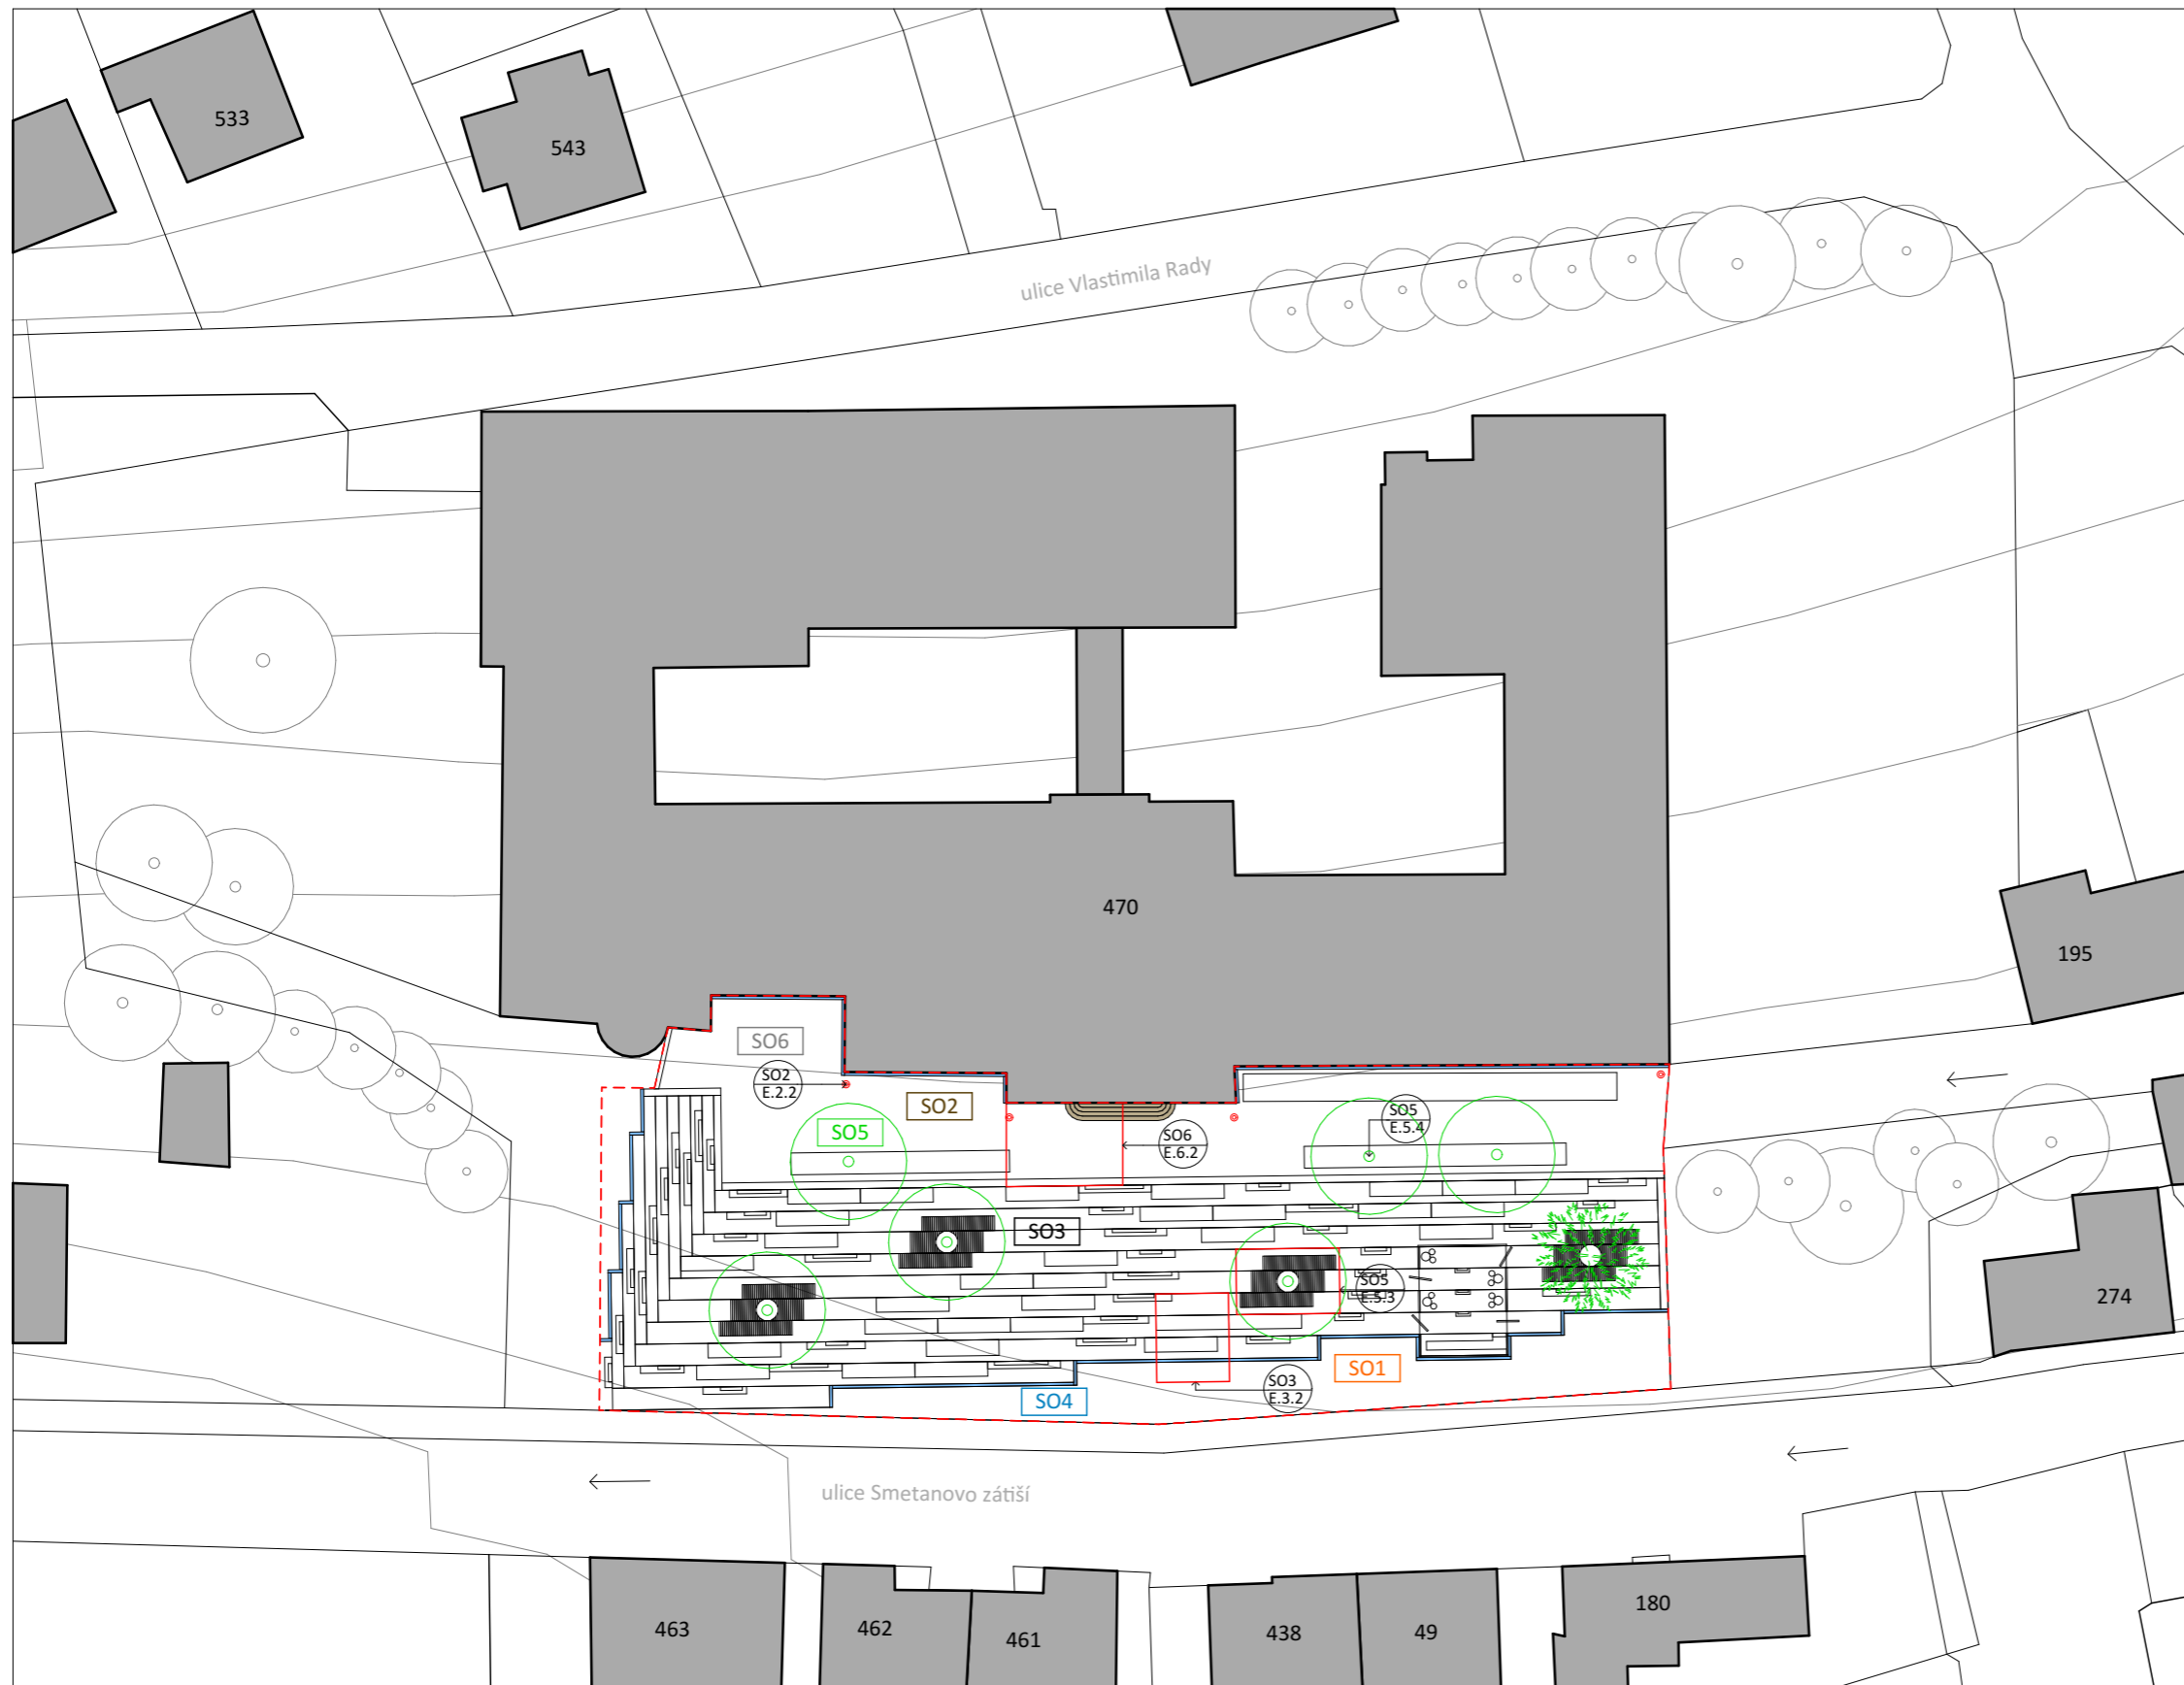 533
543
ulice Vlastimila Rady
470
195
SO6
SO2
E.2.2
SO2
SO5
SO5
E.5.4
SO6
E.6.2
SO3
SO5
E.5.3
274
SO1
SO3
E.3.2
SO4
ulice Smetanovo zátiší
463
462
461
438
49
180